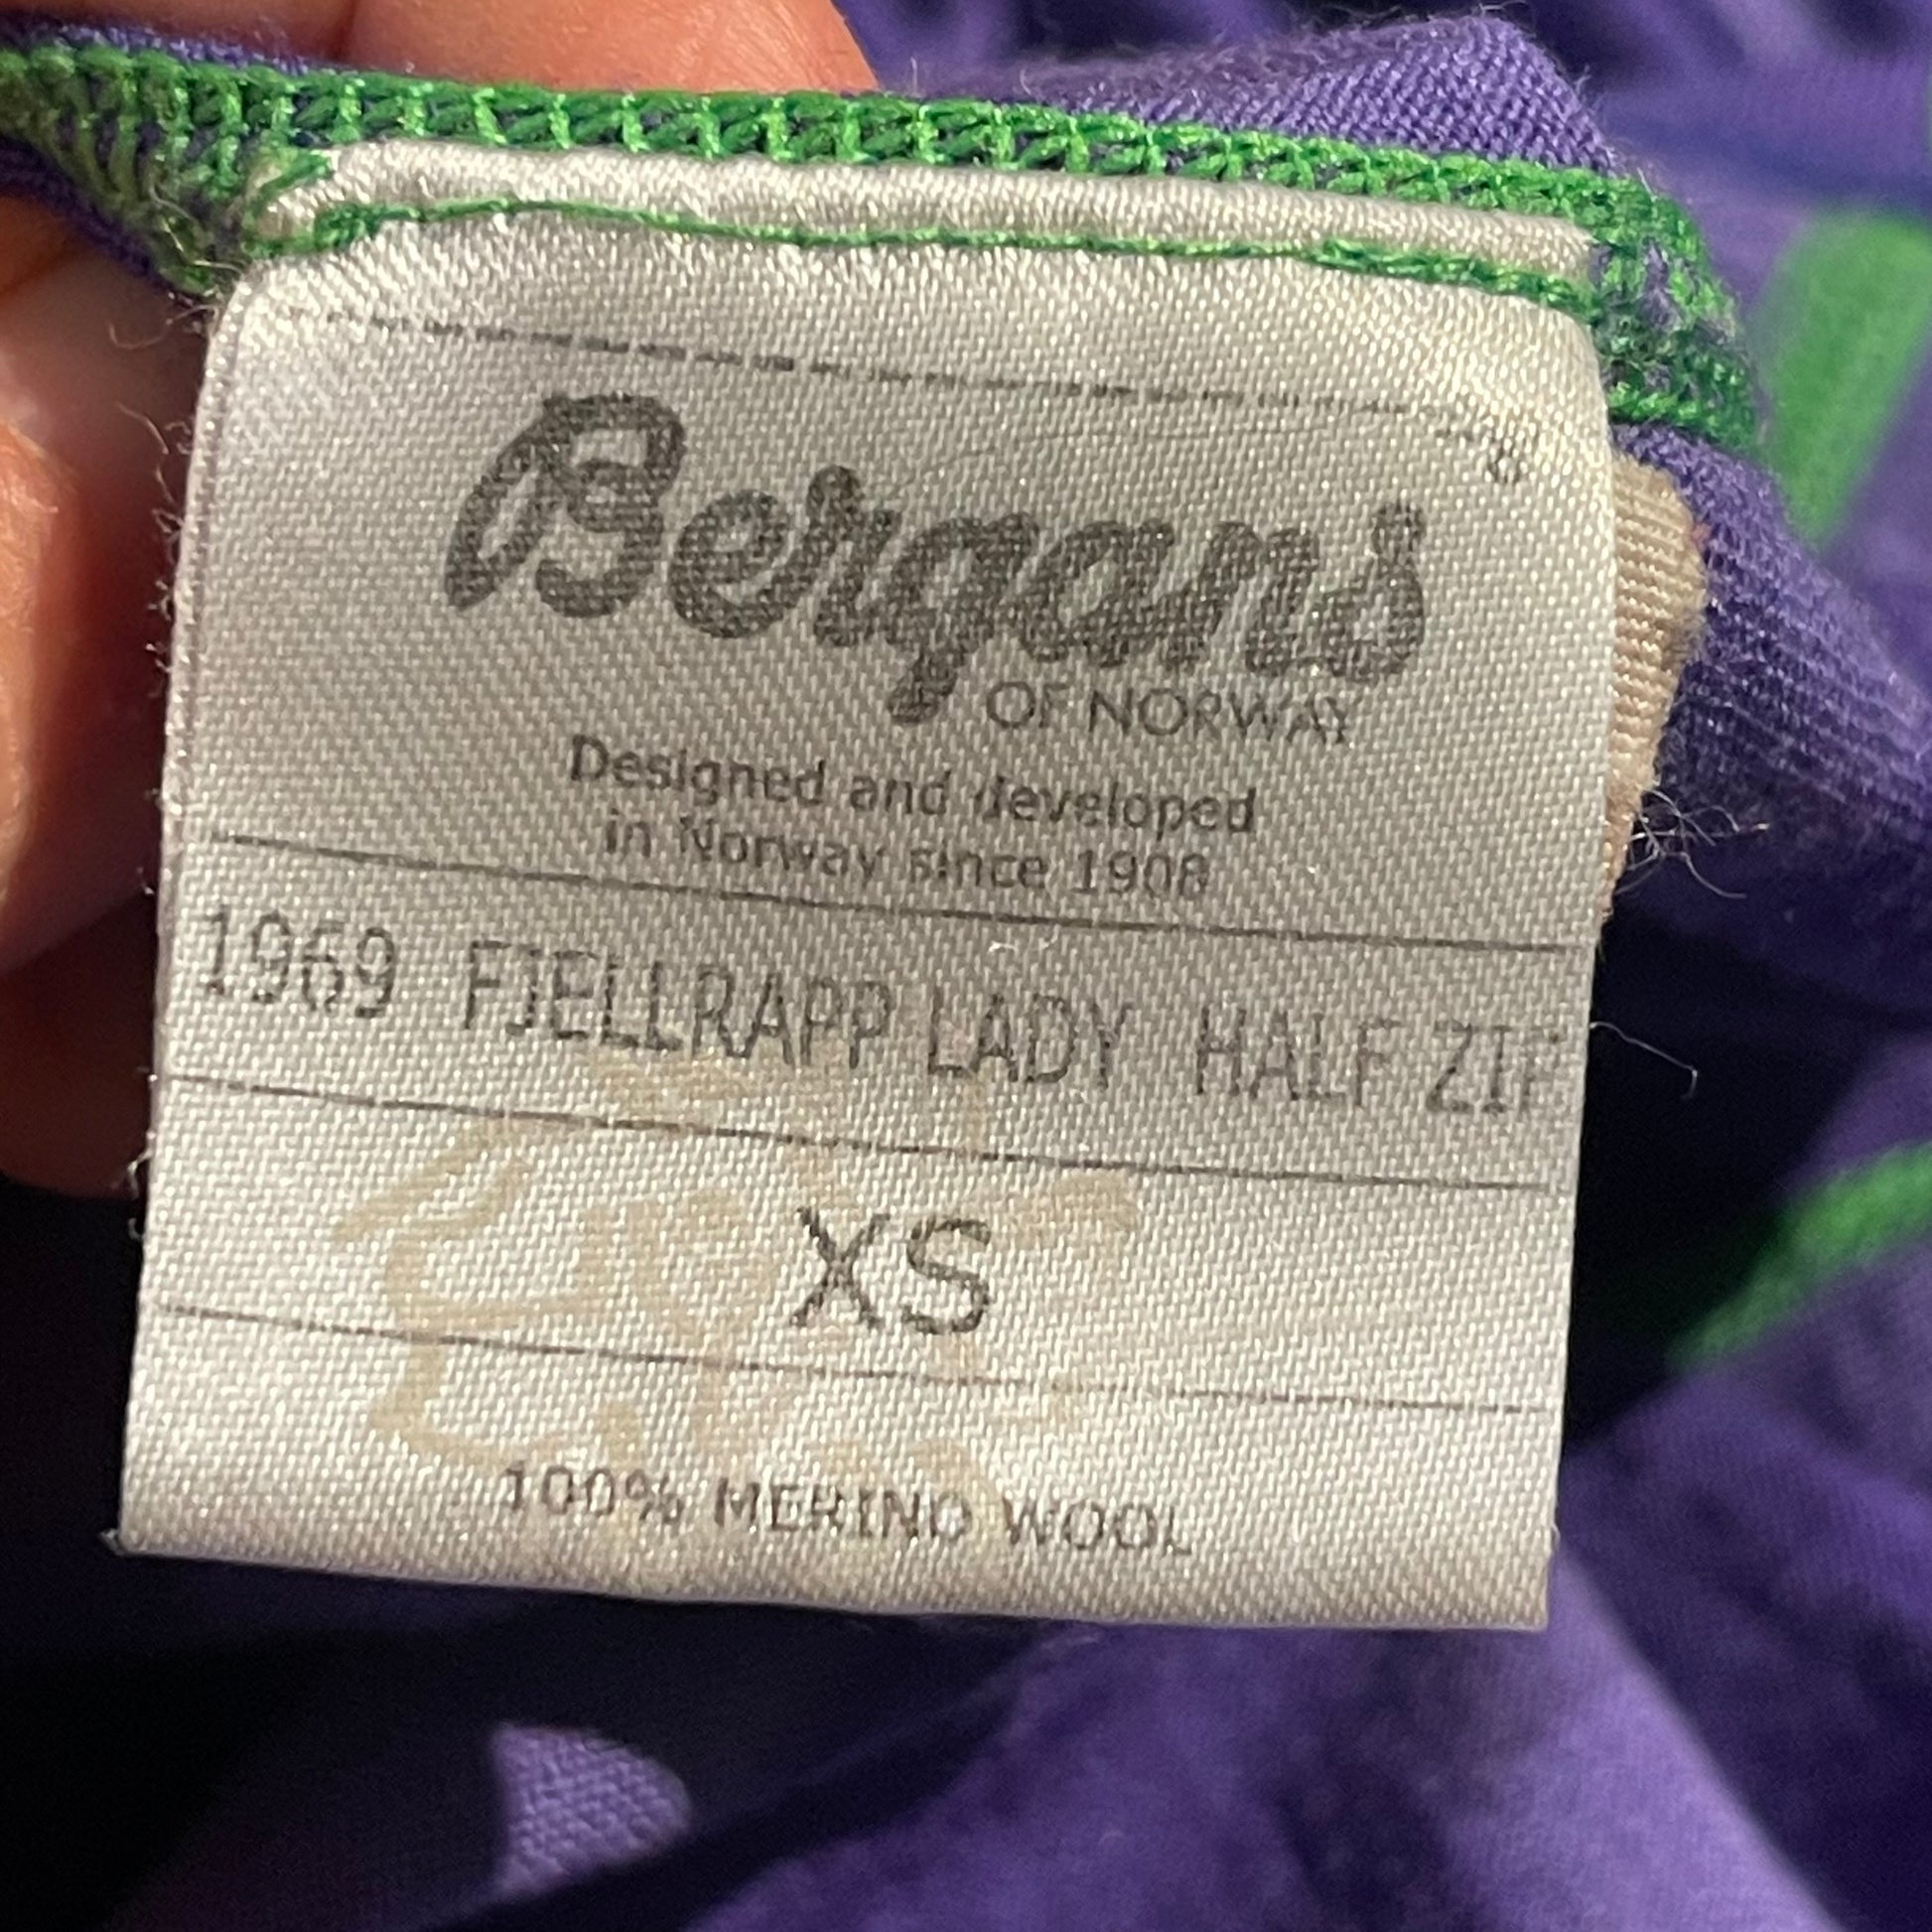 8
Bergans
OF NORWAY
Designed and developed
in Norway since 1908
1969 FJELLRAPP LADY HALF ZIP
XS
100% MERINO WOOL